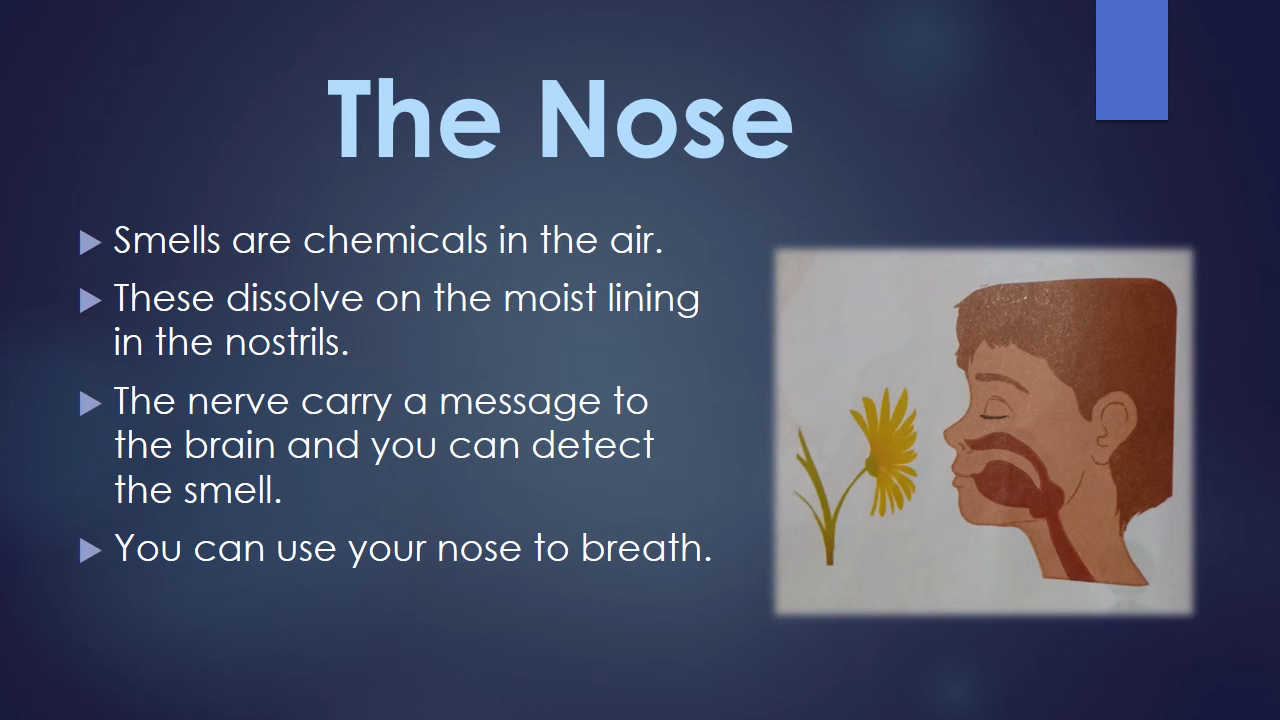 The Nose
Smells are chemicals in the air.
These dissolve on the moist lining
in the nostrils.
The nerve carry a message to
the brain and you can detect
the smell.
You can use your nose to breath.